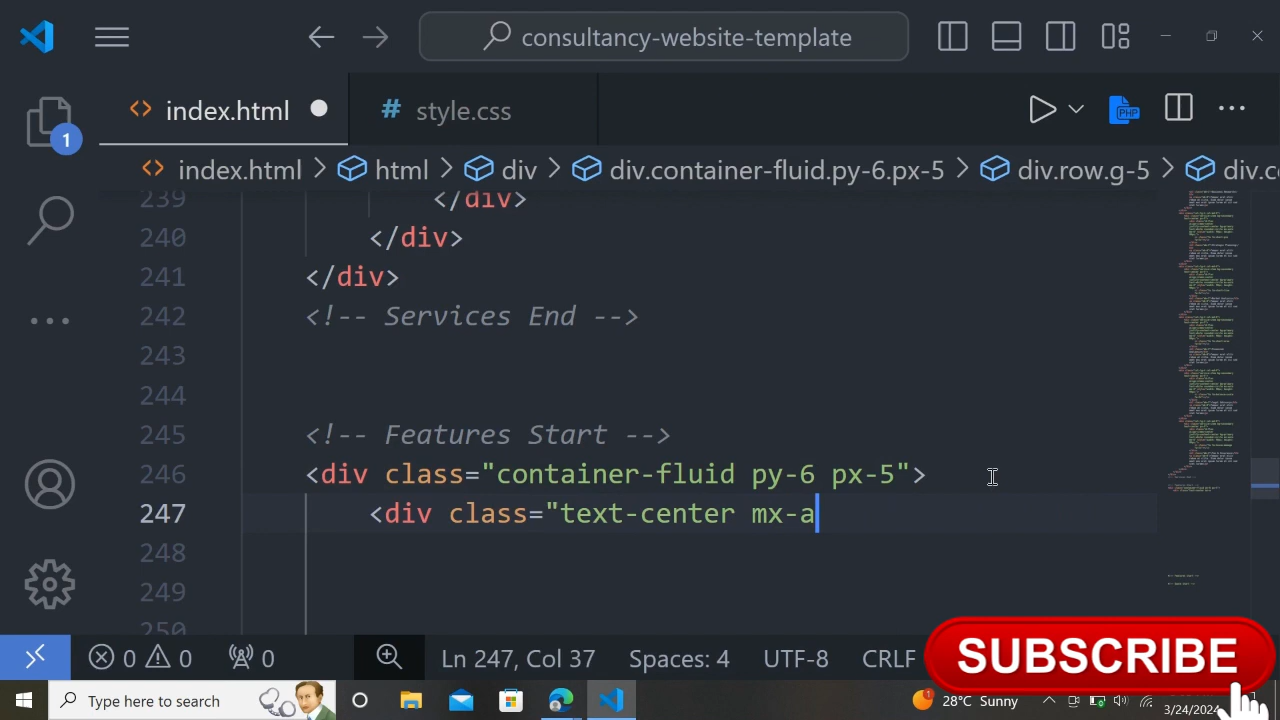 consultancy-website-template
index.html
# style.css
PHP
1
index.html > html > div > div.container-fluid.py-6.px-5 > div.row.g-5 > div.c
239 </div>
240 </div>
241 </div>
242 <!-- Services End -->
243
244
245 <!-- Features Start -->
246 <div class="container-fluid py-6 px-5">
247 <div class="text-center mx-a
248
249
250
0 0 0
Ln 247, Col 37
Spaces: 4
UTF-8
CRLF
SUBSCRIBE
Type here to search
1
28°C Sunny
3/24/2024